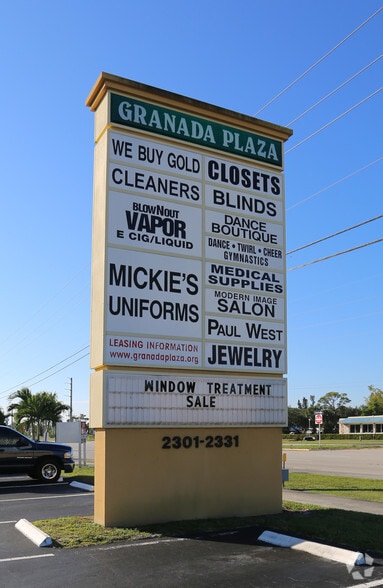 GRANADA PLAZA
WE BUY GOLD
CLEANERS
BLOWNOUT
VAPOR
E CIG/LIQUID
MICKIE'S
UNIFORMS
LEASING INFORMATION
www.granadaplaza.org
CLOSETS
BLINDS
DANCE
BOUTIQUE
DANCE • TWIRL • CHEER
GYMNASTICS
MEDICAL
SUPPLIES
MODERN IMAGE
SALON
PAUL WEST
JEWELRY
WINDOW TREATMENT
SALE
2301-2331